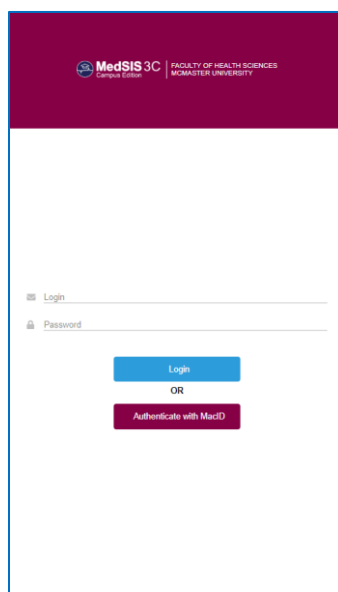 MedSIS 3C
Campus Edition
FACULTY OF HEALTH SCIENCES
MCMASTER UNIVERSITY
Login
Password
Login
OR
Authenticate with MacID